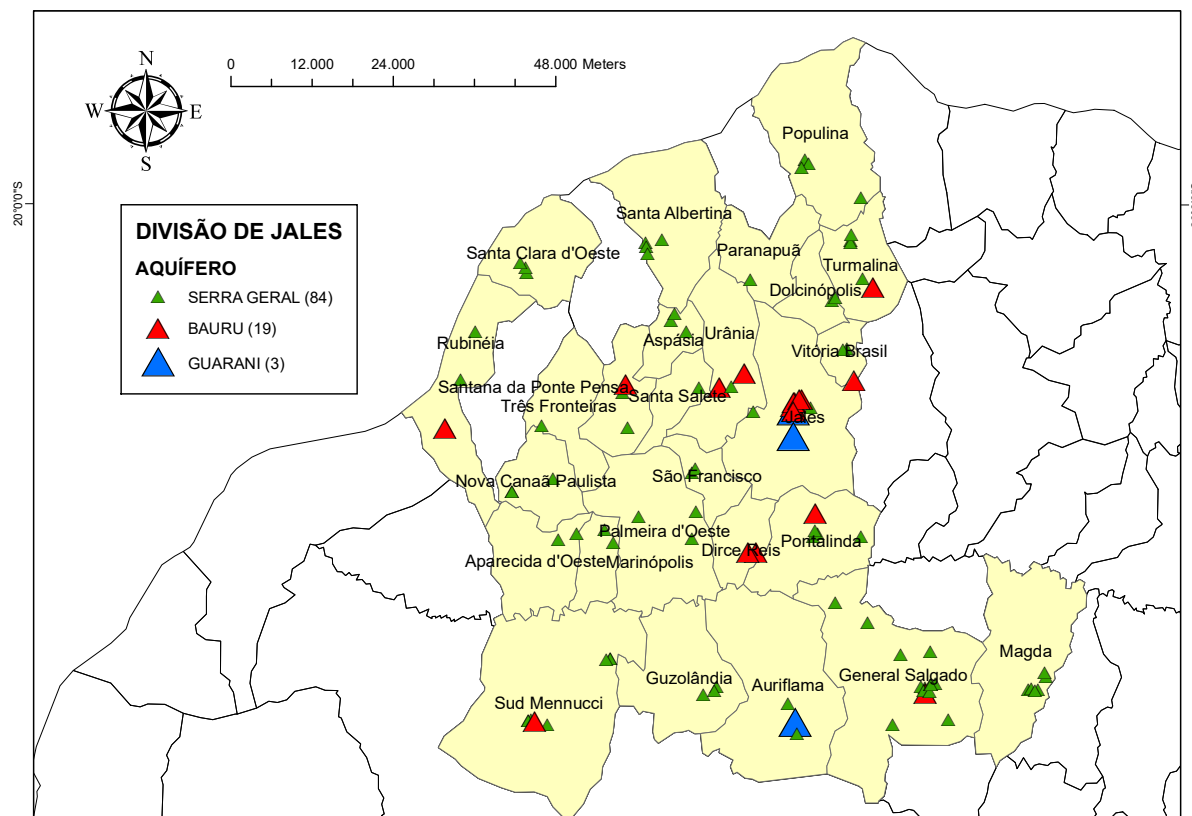 N
W E
S
0 12.000 24.000 48.000 Meters
20°0'0"S
DIVISÃO DE JALES
AQUÍFERO
SERRA GERAL (84)
BAURU (19)
GUARANI (3)
Populina
Santa Albertina
Santa Clara d'Oeste
Paranapuã
Turmalina
Dolcinópolis
Rubinéia
Aspásia
Urânia
Vitória Brasil
Santana da Ponte Pensa
Santa Salete
Três Fronteiras
Jales
Nova Canaã Paulista
São Francisco
Palmeira d'Oeste
Pontalinda
Dirce Reis
Aparecida d'Oeste
Marinópolis
Magda
Guzolândia
General Salgado
Auriflama
Sud Mennucci